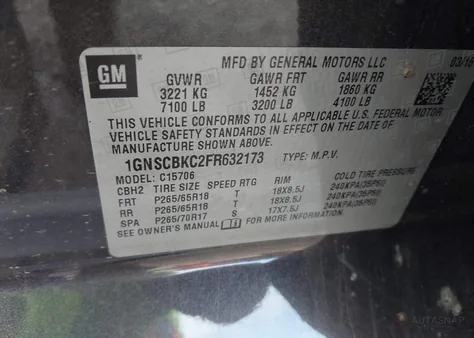 GM
MFD BY GENERAL MOTORS LLC 03/15
GVWR GAWR FRT GAWR RR
3221 KG 1452 KG 1860 KG
7100 LB 3200 LB 4100 LB
THIS VEHICLE CONFORMS TO ALL APPLICABLE U.S. FEDERAL MOTOR
VEHICLE SAFETY STANDARDS IN EFFECT ON THE DATE OF
MANUFACTURE SHOWN ABOVE.
1GNSCBKC2FR632173 TYPE: M.P.V.
MODEL: C15706
CBH2 TIRE SIZE SPEED RTG RIM COLD TIRE PRESSURE
FRT P265/65R18 T 18X8.5J 240KPA(35PSI)
RR P265/65R18 T 18X8.5J 240KPA(35PSI)
SPA P265/70R17 S 17X7.5J 240KPA(35PSI)
SEE OWNER'S MANUAL FOR MORE INFORMATION
AUTASNAP